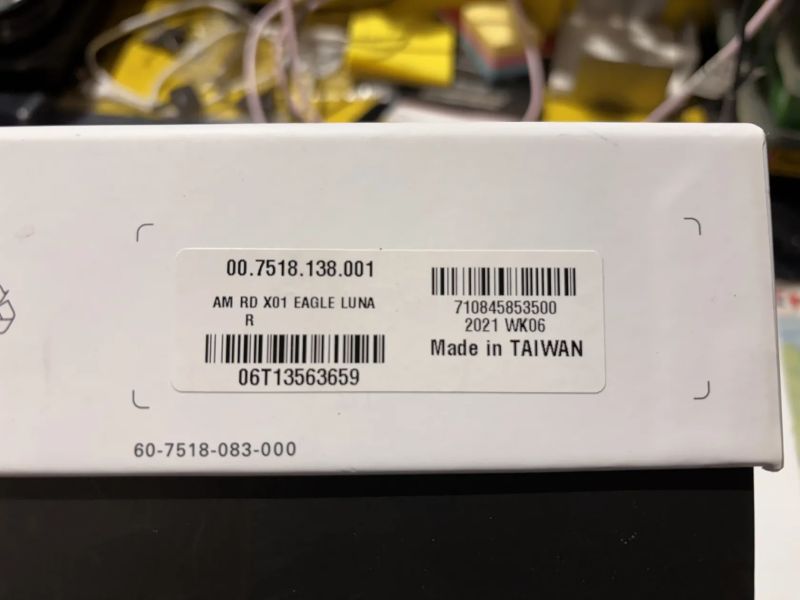 00.7518.138.001
AM RD X01 EAGLE LUNA
R
06T13563659
710845853500
2021 WK06
Made in TAIWAN
60-7518-083-000